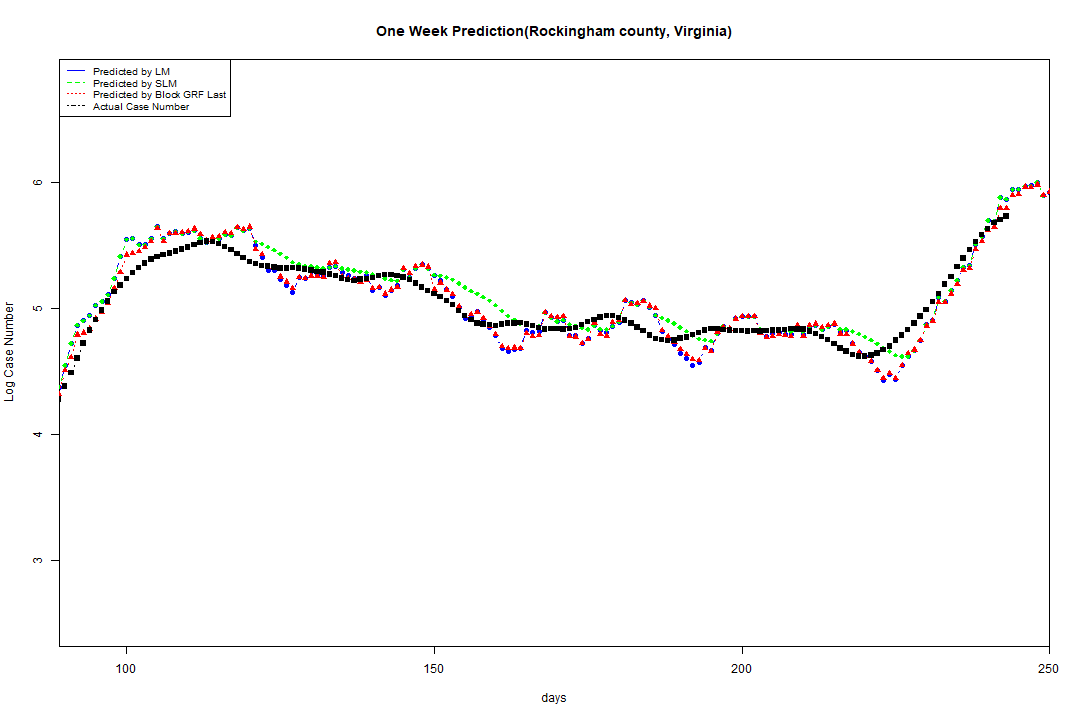 One Week Prediction(Rockingham county, Virginia)
Predicted by LM
Predicted by SLM
Predicted by Block GRF Last
Actual Case Number
6
5
4
3
Log Case Number
100 150 200 250
days